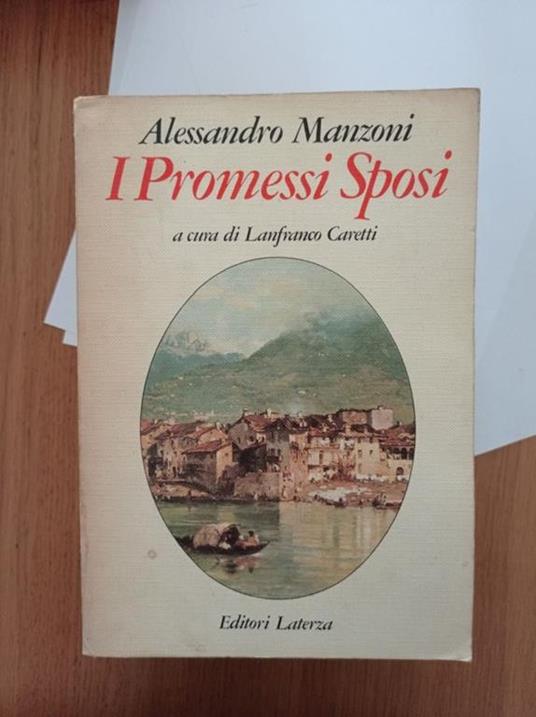 Alessandro Manzoni
I Promessi Sposi
a cura di Lanfranco Caretti
Editori Laterza